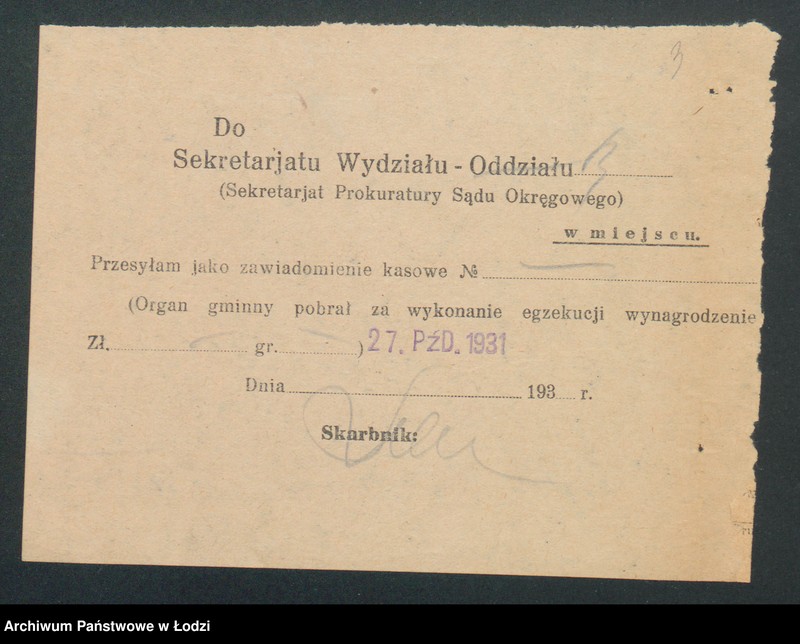 3
Do
Sekretarjatu Wydziału - Oddziału
(Sekretarjat Prokuratury Sądu Okręgowego)
w miejscu.
Przesyłam jako zawiadomienie kasowe №
(Organ gminny pobrał za wykonanie egzekucji wynagrodzenie
Zł. gr. ) 27. PŹD. 1931
Dnia 193 r.
Skarbnik:
Archiwum Państwowe w Łodzi